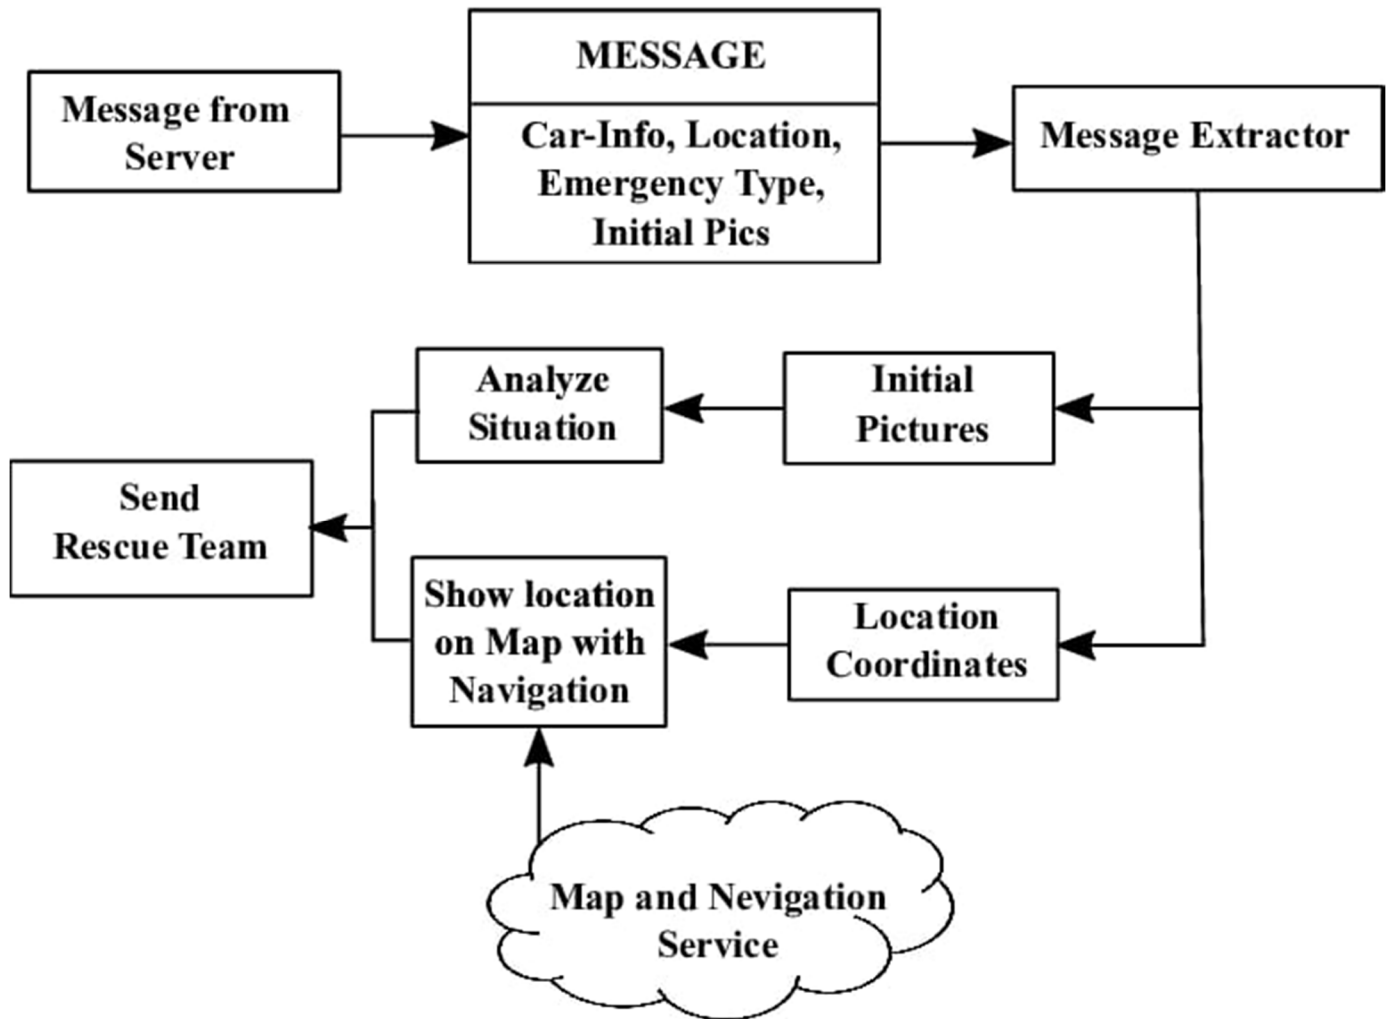 Message from
Server
MESSAGE
Car-Info, Location,
Emergency Type,
Initial Pics
Message Extractor
Analyze
Situation
Initial
Pictures
Send
Rescue Team
Show location
on Map with
Navigation
Location
Coordinates
Map and Nevigation
Service